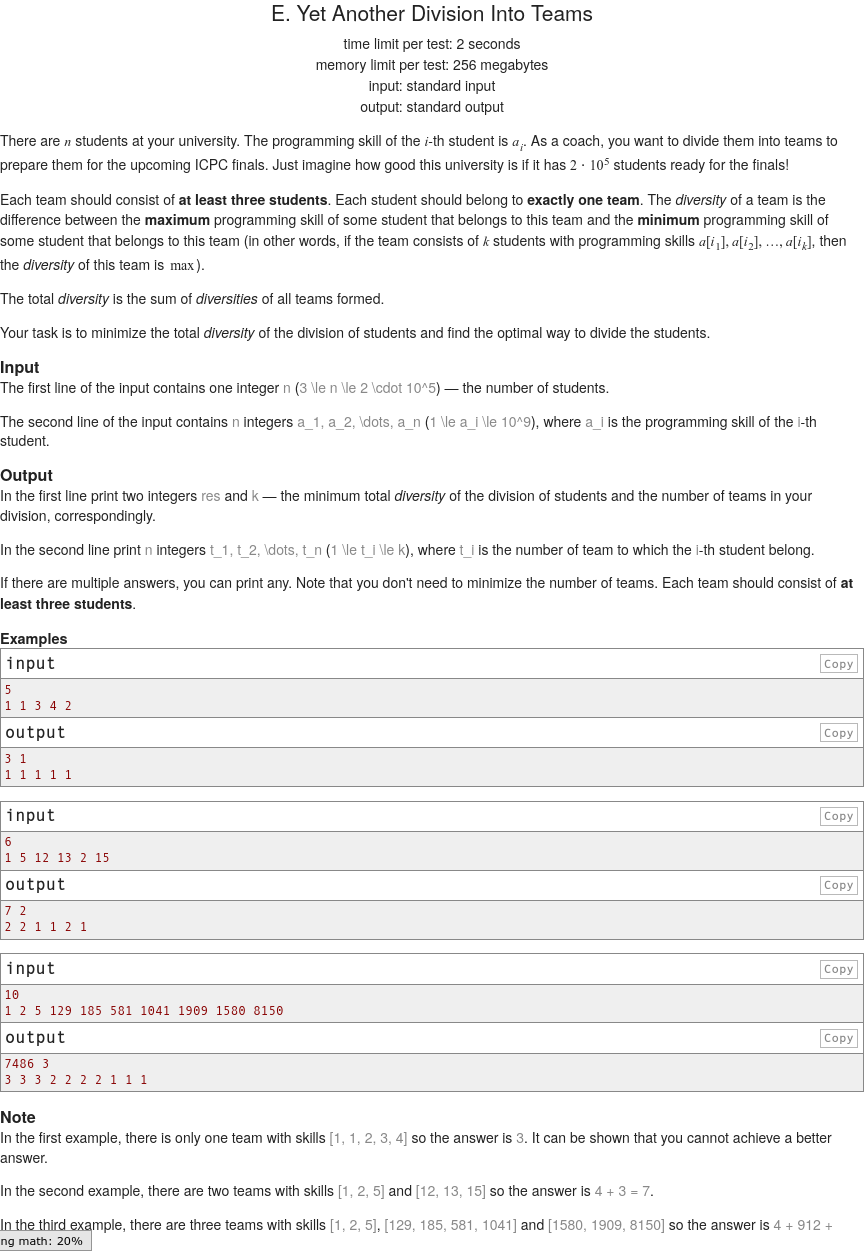 E. Yet Another Division Into Teams
time limit per test: 2 seconds
memory limit per test: 256 megabytes
input: standard input
output: standard output
There are n students at your university. The programming skill of the i-th student is a_i. As a coach, you want to divide them into teams to
prepare them for the upcoming ICPC finals. Just imagine how good this university is if it has 2 · 10^5 students ready for the finals!
Each team should consist of at least three students. Each student should belong to exactly one team. The diversity of a team is the
difference between the maximum programming skill of some student that belongs to this team and the minimum programming skill of
some student that belongs to this team (in other words, if the team consists of k students with programming skills a[i_1], a[i_2], …, a[i_k], then
the diversity of this team is max).
The total diversity is the sum of diversities of all teams formed.
Your task is to minimize the total diversity of the division of students and find the optimal way to divide the students.
Input
The first line of the input contains one integer n (3 \le n \le 2 \cdot 10^5) — the number of students.
The second line of the input contains n integers a_1, a_2, \dots, a_n (1 \le a_i \le 10^9), where a_i is the programming skill of the i-th
student.
Output
In the first line print two integers res and k — the minimum total diversity of the division of students and the number of teams in your
division, correspondingly.
In the second line print n integers t_1, t_2, \dots, t_n (1 \le t_i \le k), where t_i is the number of team to which the i-th student belong.
If there are multiple answers, you can print any. Note that you don't need to minimize the number of teams. Each team should consist of at
least three students.
Examples
input
Copy
5
1 1 3 4 2
output
Copy
3 1
1 1 1 1 1
input
Copy
6
1 5 12 13 2 15
output
Copy
7 2
2 2 1 1 2 1
input
Copy
10
1 2 5 129 185 581 1041 1909 1580 8150
output
Copy
7486 3
3 3 3 2 2 2 2 1 1 1
Note
In the first example, there is only one team with skills [1, 1, 2, 3, 4] so the answer is 3. It can be shown that you cannot achieve a better
answer.
In the second example, there are two teams with skills [1, 2, 5] and [12, 13, 15] so the answer is 4 + 3 = 7.
In the third example, there are three teams with skills [1, 2, 5], [129, 185, 581, 1041] and [1580, 1909, 8150] so the answer is 4 + 912 +
ng math: 20%